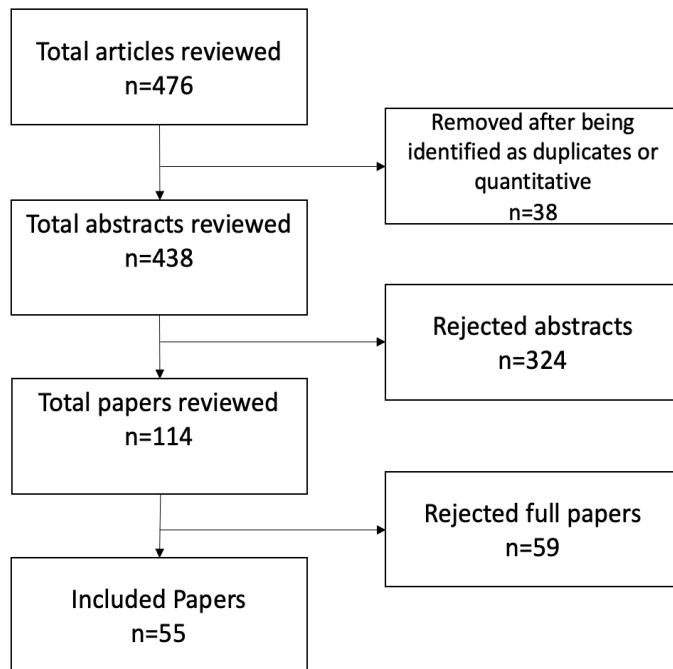 Total articles reviewed
n=476
Removed after being
identified as duplicates or
quantitative
n=38
Total abstracts reviewed
n=438
Rejected abstracts
n=324
Total papers reviewed
n=114
Rejected full papers
n=59
Included Papers
n=55